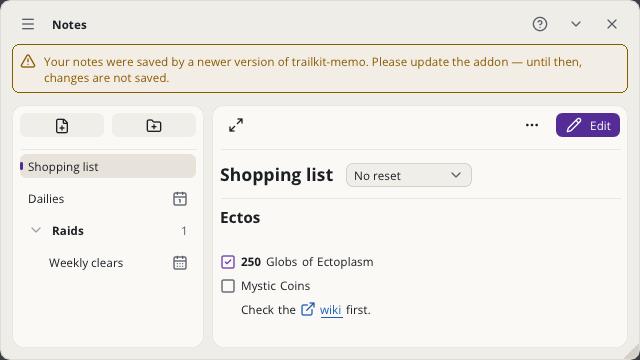 Notes
Your notes were saved by a newer version of trailkit-memo. Please update the addon — until then,
changes are not saved.
Shopping list
Dailies
Raids 1
Weekly clears
Edit
Shopping list No reset
Ectos
250 Globs of Ectoplasm
Mystic Coins
Check the wiki first.